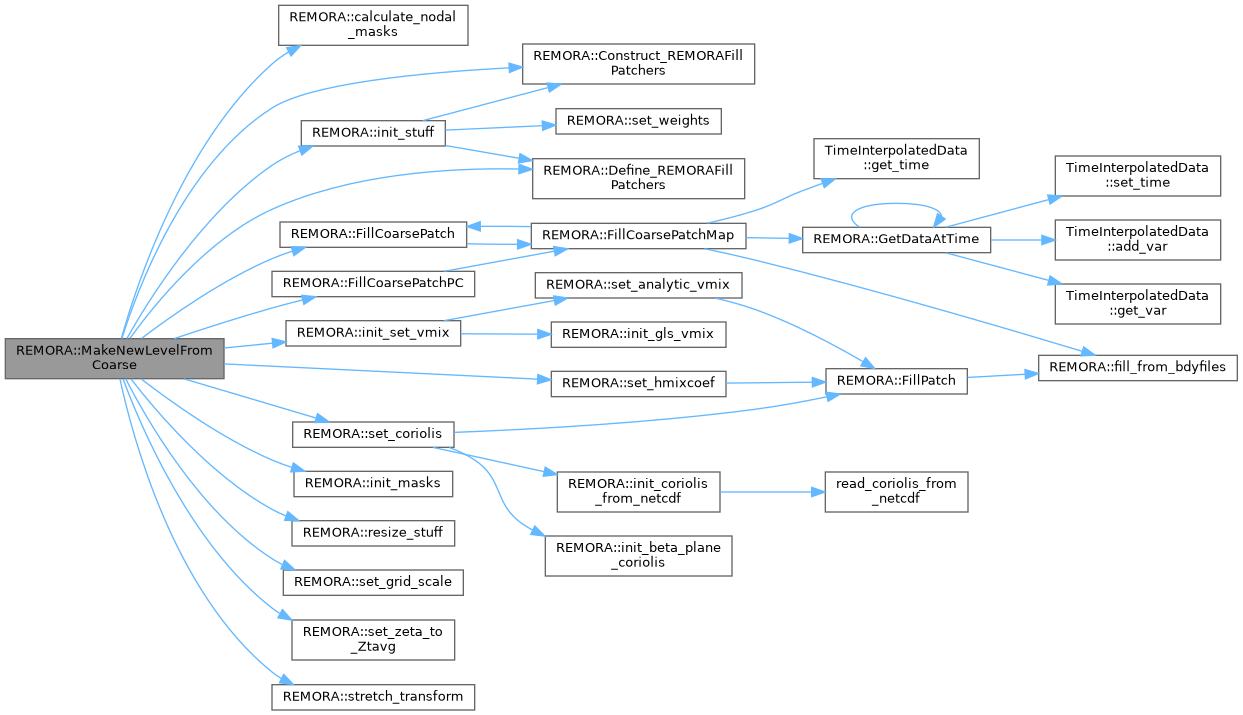 REMORA::MakeNewLevelFrom
Coarse
REMORA::calculate_nodal
_masks
REMORA::Construct_REMORAFill
Patchers
REMORA::init_stuff
REMORA::set_weights
REMORA::Define_REMORAFill
Patchers
REMORA::FillCoarsePatch
REMORA::FillCoarsePatchMap
TimeInterpolatedData
::get_time
REMORA::GetDataAtTime
TimeInterpolatedData
::set_time
TimeInterpolatedData
::add_var
TimeInterpolatedData
::get_var
REMORA::fill_from_bdyfiles
REMORA::FillCoarsePatchPC
REMORA::init_set_vmix
REMORA::set_analytic_vmix
REMORA::init_gls_vmix
REMORA::FillPatch
REMORA::set_hmixcoef
REMORA::set_coriolis
REMORA::init_coriolis
_from_netcdf
read_coriolis_from
_netcdf
REMORA::init_beta_plane
_coriolis
REMORA::init_masks
REMORA::resize_stuff
REMORA::set_grid_scale
REMORA::set_zeta_to
_Ztavg
REMORA::stretch_transform